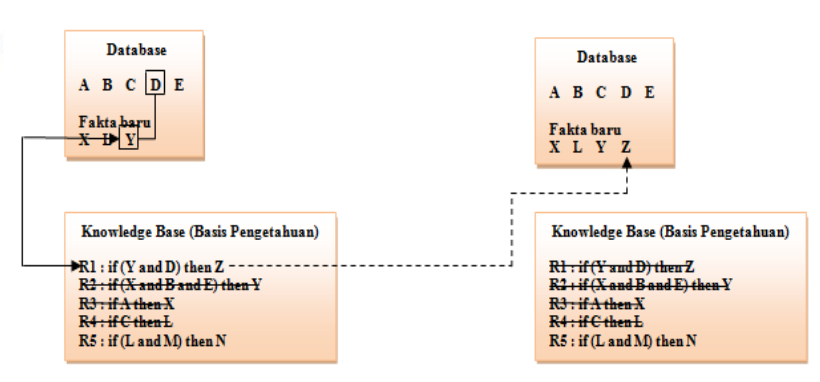 Database
A B C D E
Fakta baru
X L Y
Knowledge Base (Basis Pengetahuan)
R1 : if (Y and D) then Z
R2 : if (X and B and E) then Y
R3 : if A then X
R4 : if C then L
R5 : if (L and M) then N
Database
A B C D E
Fakta baru
X L Y Z
Knowledge Base (Basis Pengetahuan)
R1 : if (Y and D) then Z
R2 : if (X and B and E) then Y
R3 : if A then X
R4 : if C then L
R5 : if (L and M) then N